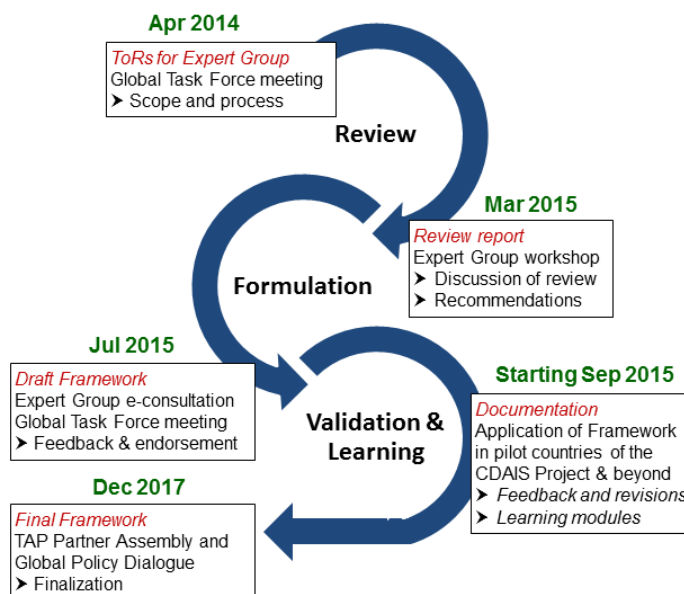 Apr 2014
ToRs for Expert Group
Global Task Force meeting
➤ Scope and process
Review
Mar 2015
Review report
Expert Group workshop
➤ Discussion of review
➤ Recommendations
Formulation
Jul 2015
Draft Framework
Expert Group e-consultation
Global Task Force meeting
➤ Feedback & endorsement
Validation &
Learning
Starting Sep 2015
Documentation
Application of Framework
in pilot countries of the
CDAIS Project & beyond
➤ Feedback and revisions
➤ Learning modules
Dec 2017
Final Framework
TAP Partner Assembly and
Global Policy Dialogue
➤ Finalization